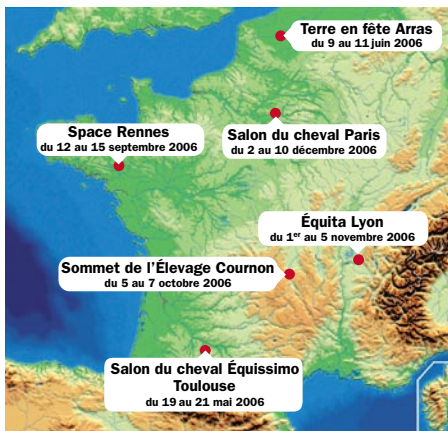 Terre en fête Arras
du 9 au 11 juin 2006
Space Rennes
du 12 au 15 septembre 2006
Salon du cheval Paris
du 2 au 10 décembre 2006
Équita Lyon
du 1er au 5 novembre 2006
Sommet de l'Élevage Cournon
du 5 au 7 octobre 2006
Salon du cheval Équissimo
Toulouse
du 19 au 21 mai 2006